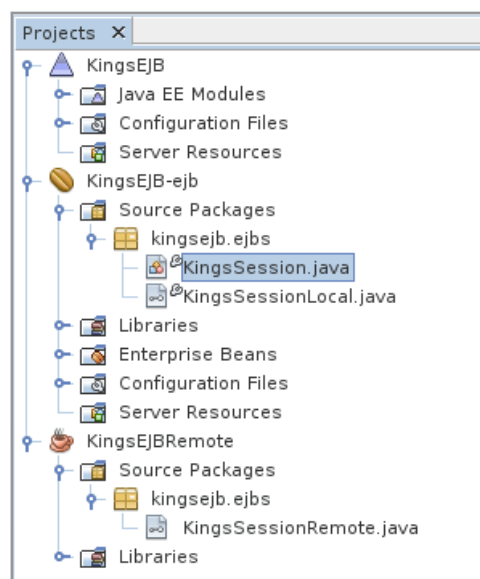 Projects X
KingsEJB
Java EE Modules
Configuration Files
Server Resources
KingsEJB-ejb
Source Packages
kingsejb.ejbs
KingsSession.java
KingsSessionLocal.java
Libraries
Enterprise Beans
Configuration Files
Server Resources
KingsEJBRemote
Source Packages
kingsejb.ejbs
KingsSessionRemote.java
Libraries